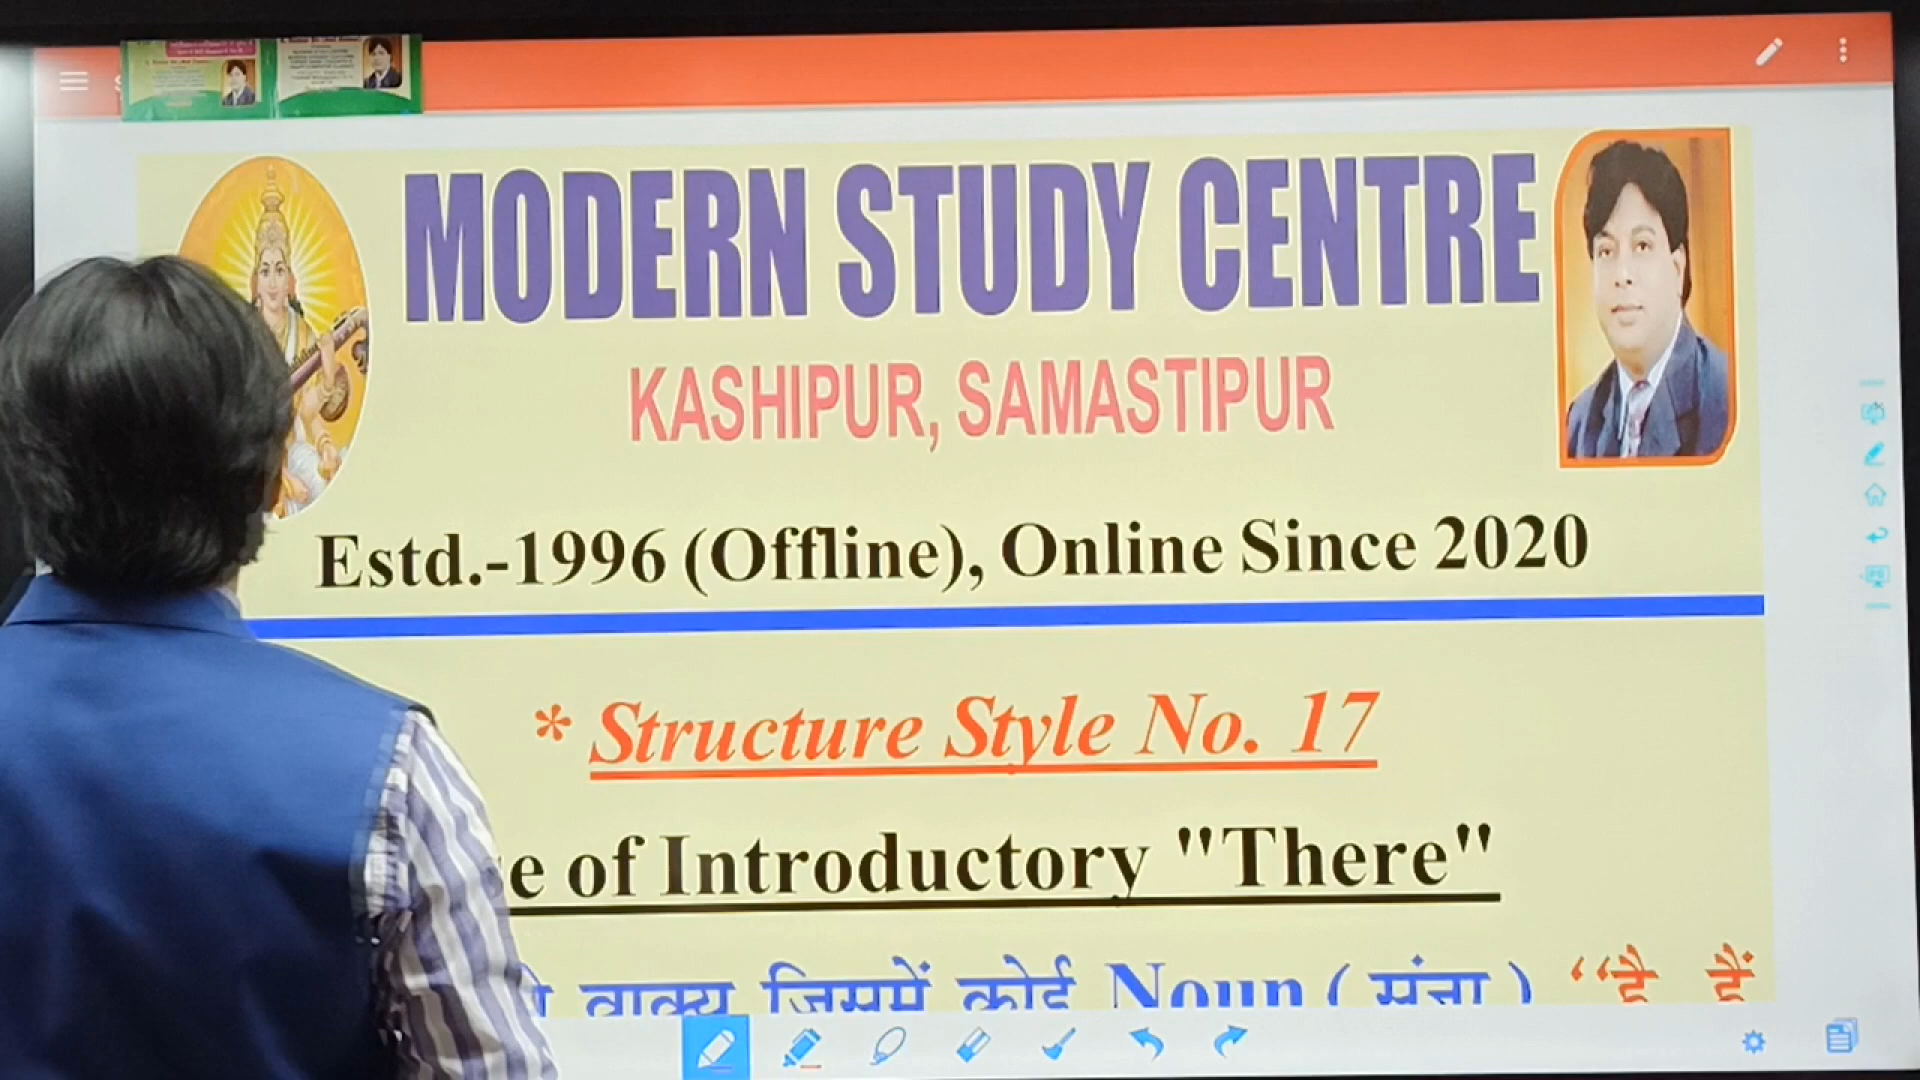 MODERN STUDY CENTRE
KASHIPUR, SAMASTIPUR
Estd.-1996 (Offline), Online Since 2020
* Structure Style No. 17
of Introductory "There"
वाक्य जिसमें कोई Noun ( संज्ञा ) “है हैं